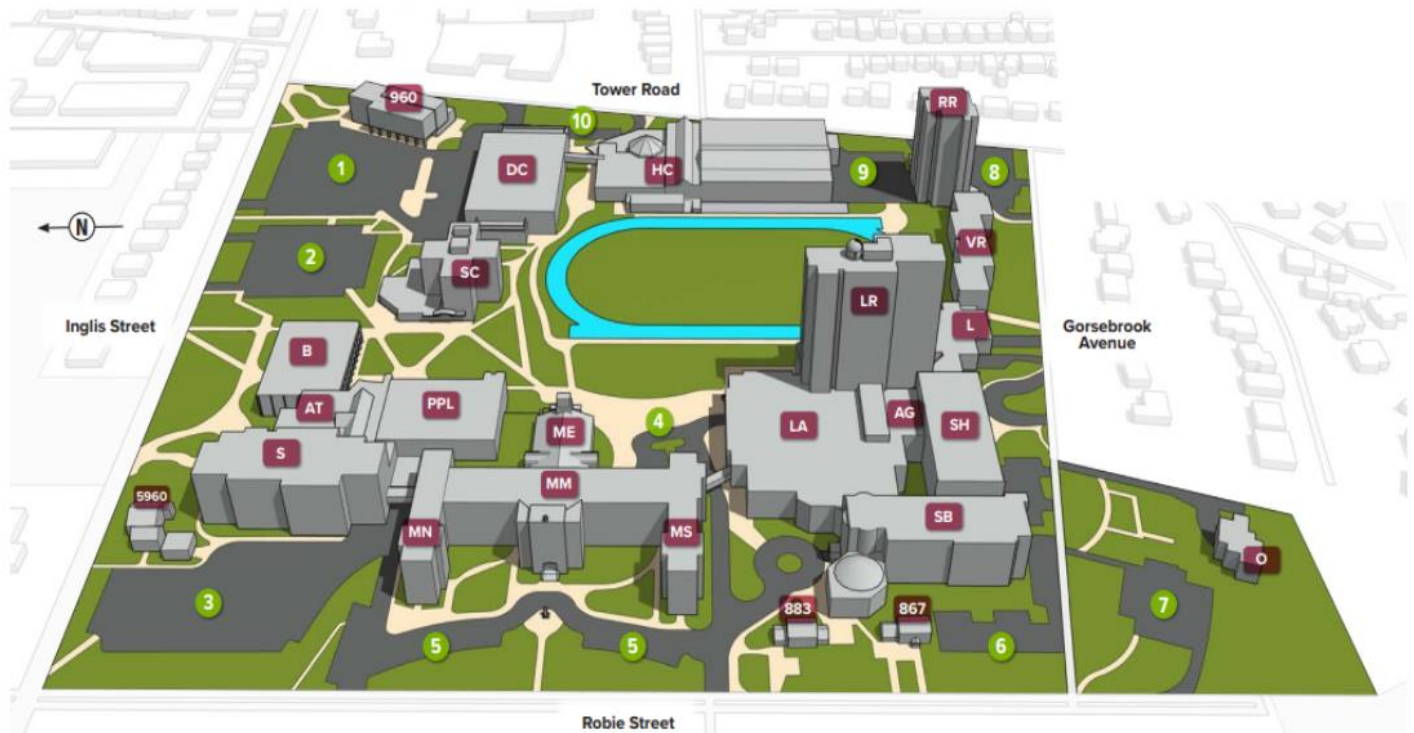 960
Tower Road
RR
10
1
DC
HC
9
8
N
2
SC
VR
LR
Inglis Street
L
Gorsebrook
Avenue
B
AT
PPL
4
AG
ME
LA
SH
S
MM
5960
MN
MS
SB
O
3
883
867
7
5
5
6
Robie Street